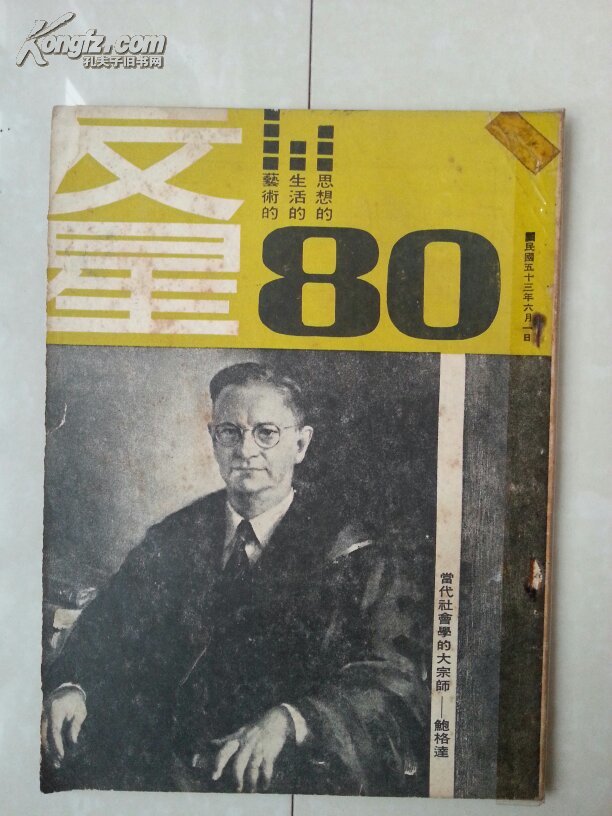 Kongfz.com
孔夫子旧书网
文星
思想的
生活的
藝術的
80
民國五十三年六月一日
當代社會學的大宗師——鮑格達